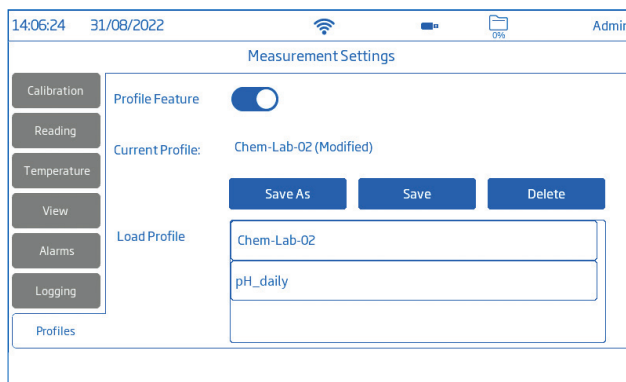 14:06:24 31/08/2022 0% Admin
Measurement Settings
Calibration
Profile Feature
Reading
Current Profile: Chem-Lab-02 (Modified)
Temperature
Save As Save Delete
View
Load Profile
Chem-Lab-02
Alarms
pH_daily
Logging
Profiles